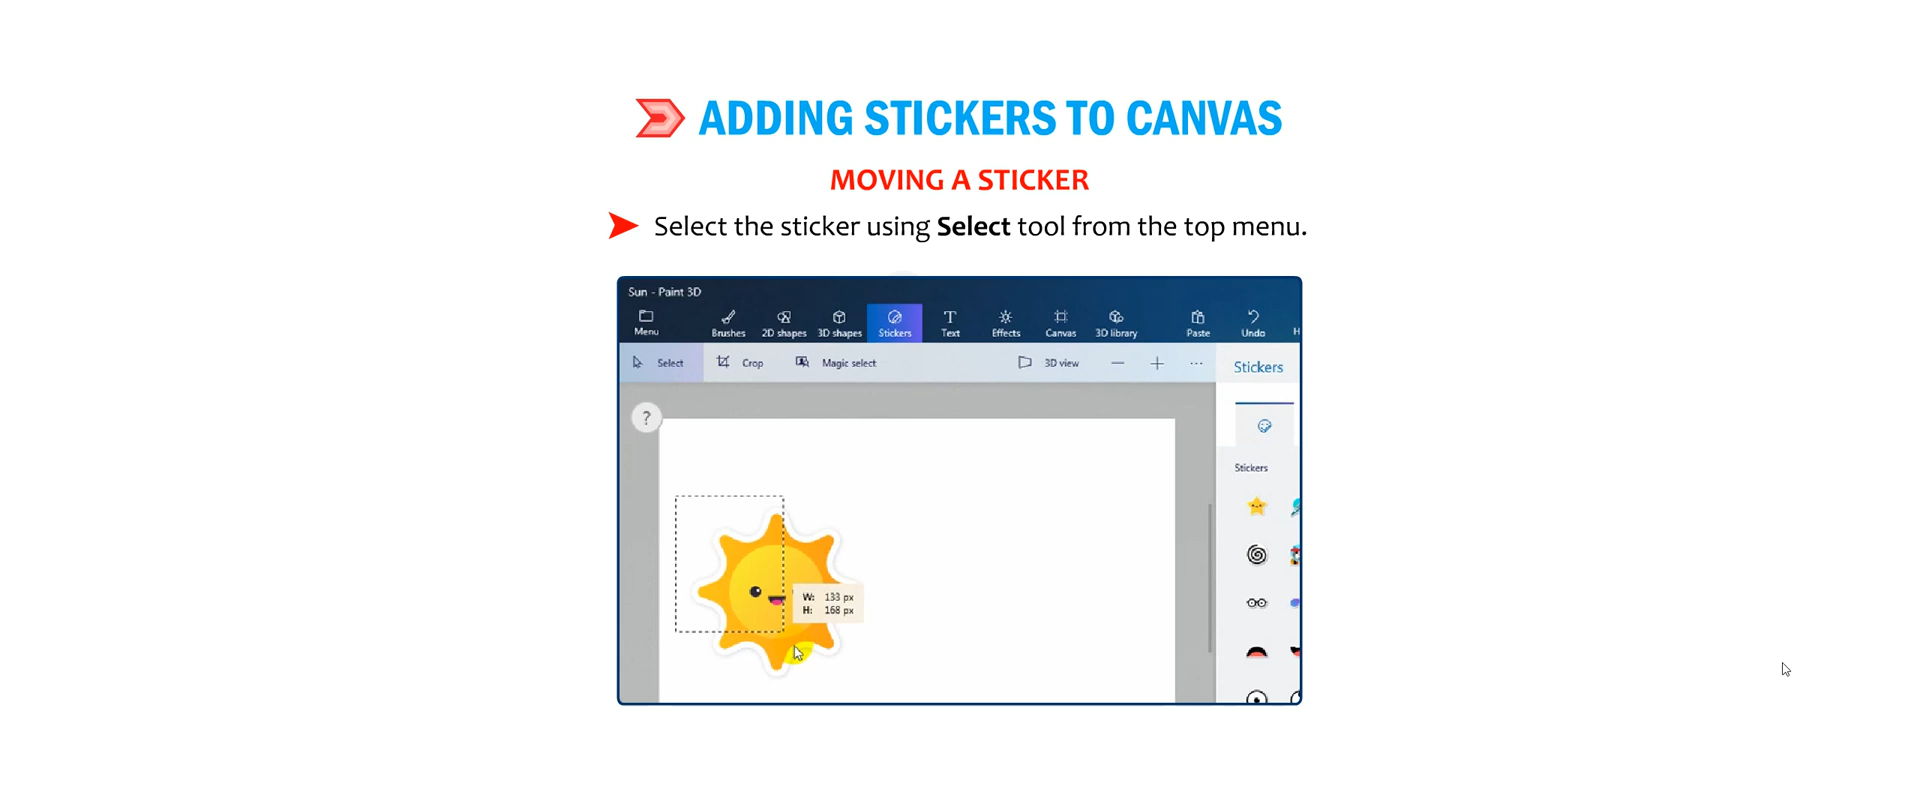 ADDING STICKERS TO CANVAS
MOVING A STICKER
Select the sticker using Select tool from the top menu.
Sun - Paint 3D
Menu Brushes 2D shapes 3D shapes Stickers Text Effects Canvas 3D library Paste Undo H
Select Crop Magic select 3D view Stickers
?
Stickers
W: 133 px
H: 168 px